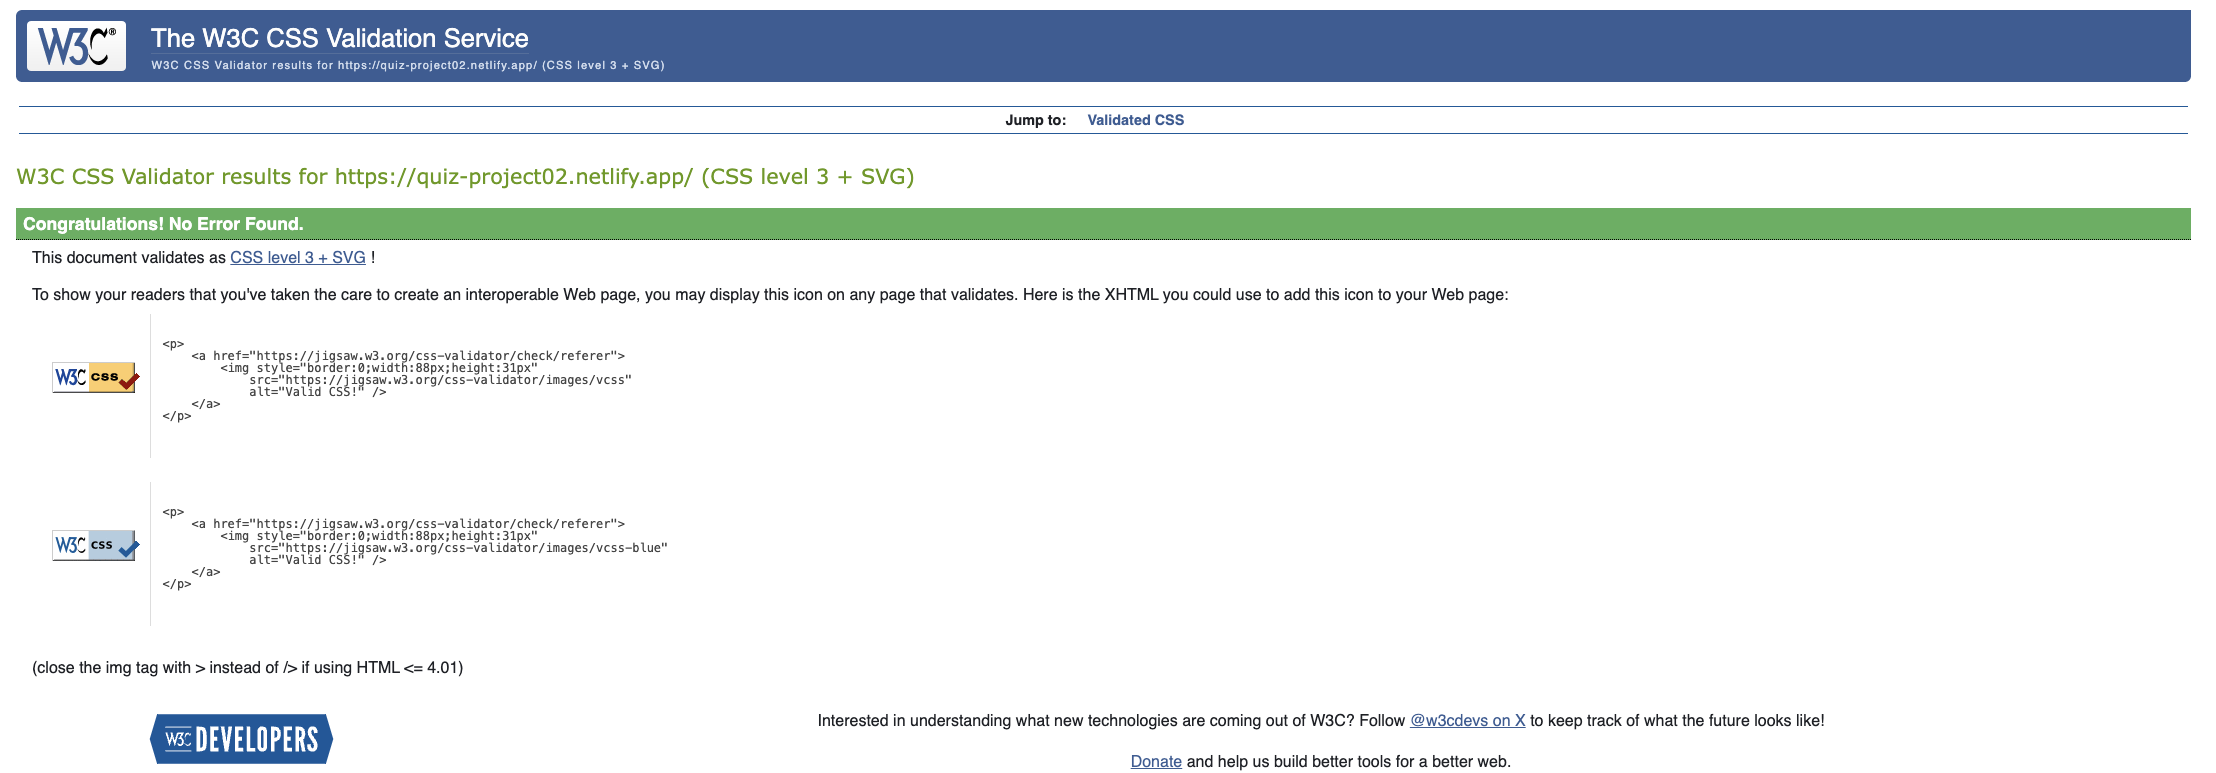 W3C®
The W3C CSS Validation Service
W3C CSS Validator results for https://quiz-project02.netlify.app/ (CSS level 3 + SVG)
Jump to: Validated CSS
W3C CSS Validator results for https://quiz-project02.netlify.app/ (CSS level 3 + SVG)
Congratulations! No Error Found.
This document validates as CSS level 3 + SVG !
To show your readers that you've taken the care to create an interoperable Web page, you may display this icon on any page that validates. Here is the XHTML you could use to add this icon to your Web page:
W3C css
<p>
<a href="https://jigsaw.w3.org/css-validator/check/referer">
<img style="border:0;width:88px;height:31px"
src="https://jigsaw.w3.org/css-validator/images/vcss"
alt="Valid CSS!" />
</a>
</p>
W3C css
<p>
<a href="https://jigsaw.w3.org/css-validator/check/referer">
<img style="border:0;width:88px;height:31px"
src="https://jigsaw.w3.org/css-validator/images/vcss-blue"
alt="Valid CSS!" />
</a>
</p>
(close the img tag with > instead of /> if using HTML <= 4.01)
W3C DEVELOPERS
Interested in understanding what new technologies are coming out of W3C? Follow @w3cdevs on X to keep track of what the future looks like!
Donate and help us build better tools for a better web.